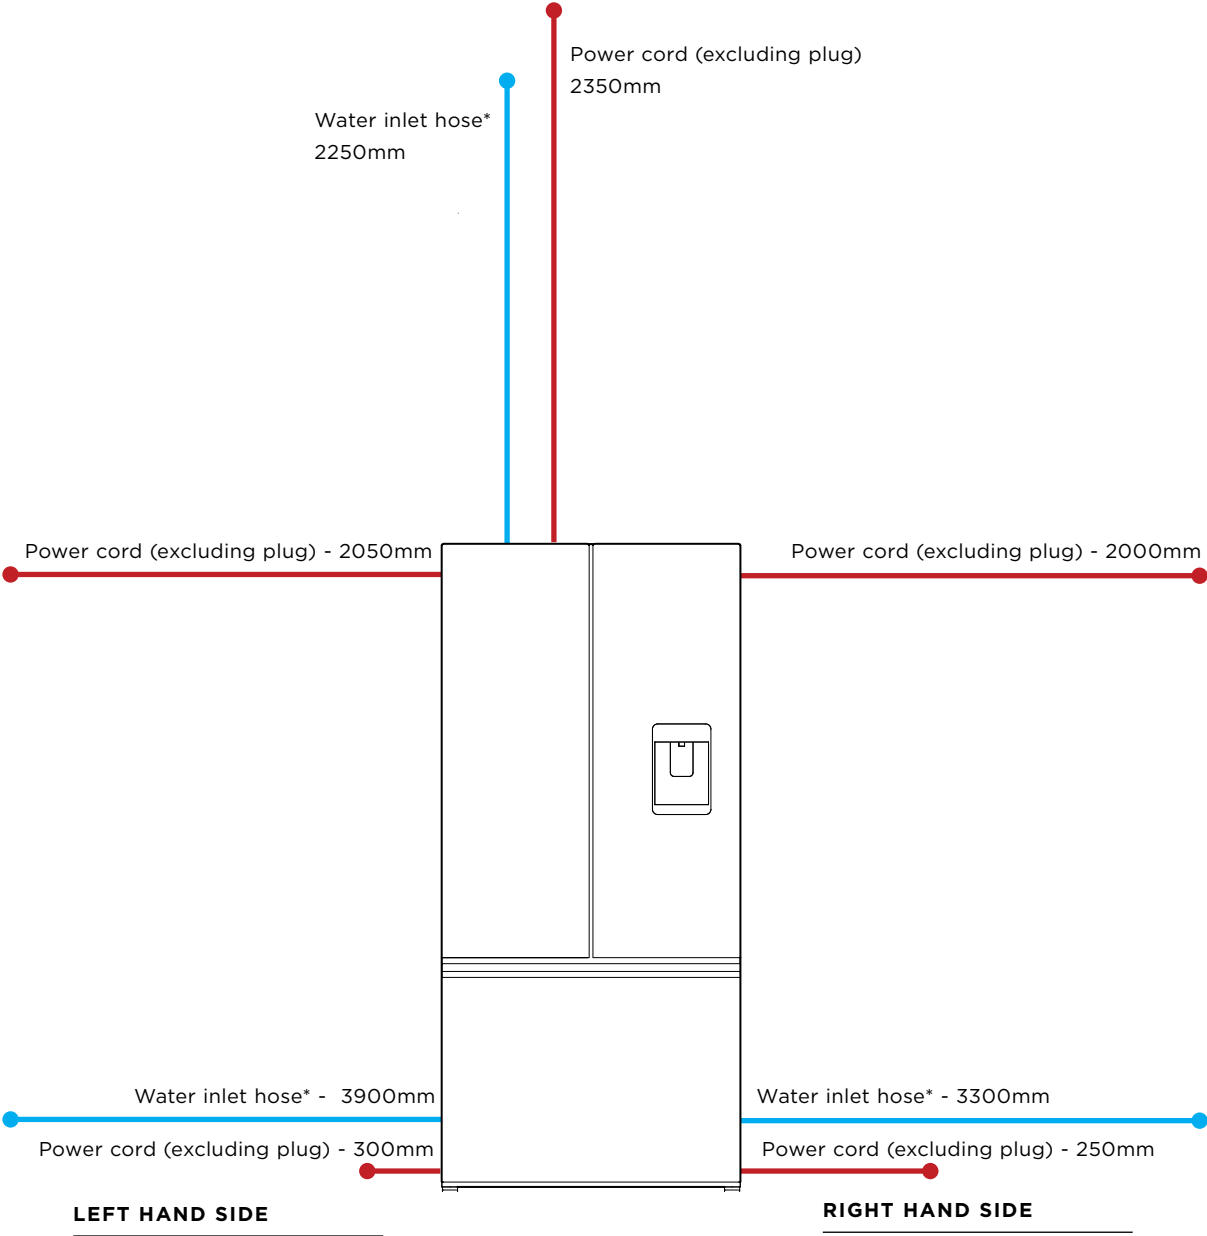 Power cord (excluding plug)
2350mm
Water inlet hose*
2250mm
Power cord (excluding plug) - 2050mm
Power cord (excluding plug) - 2000mm
Water inlet hose* - 3900mm
Water inlet hose* - 3300mm
Power cord (excluding plug) - 300mm
Power cord (excluding plug) - 250mm
LEFT HAND SIDE
RIGHT HAND SIDE